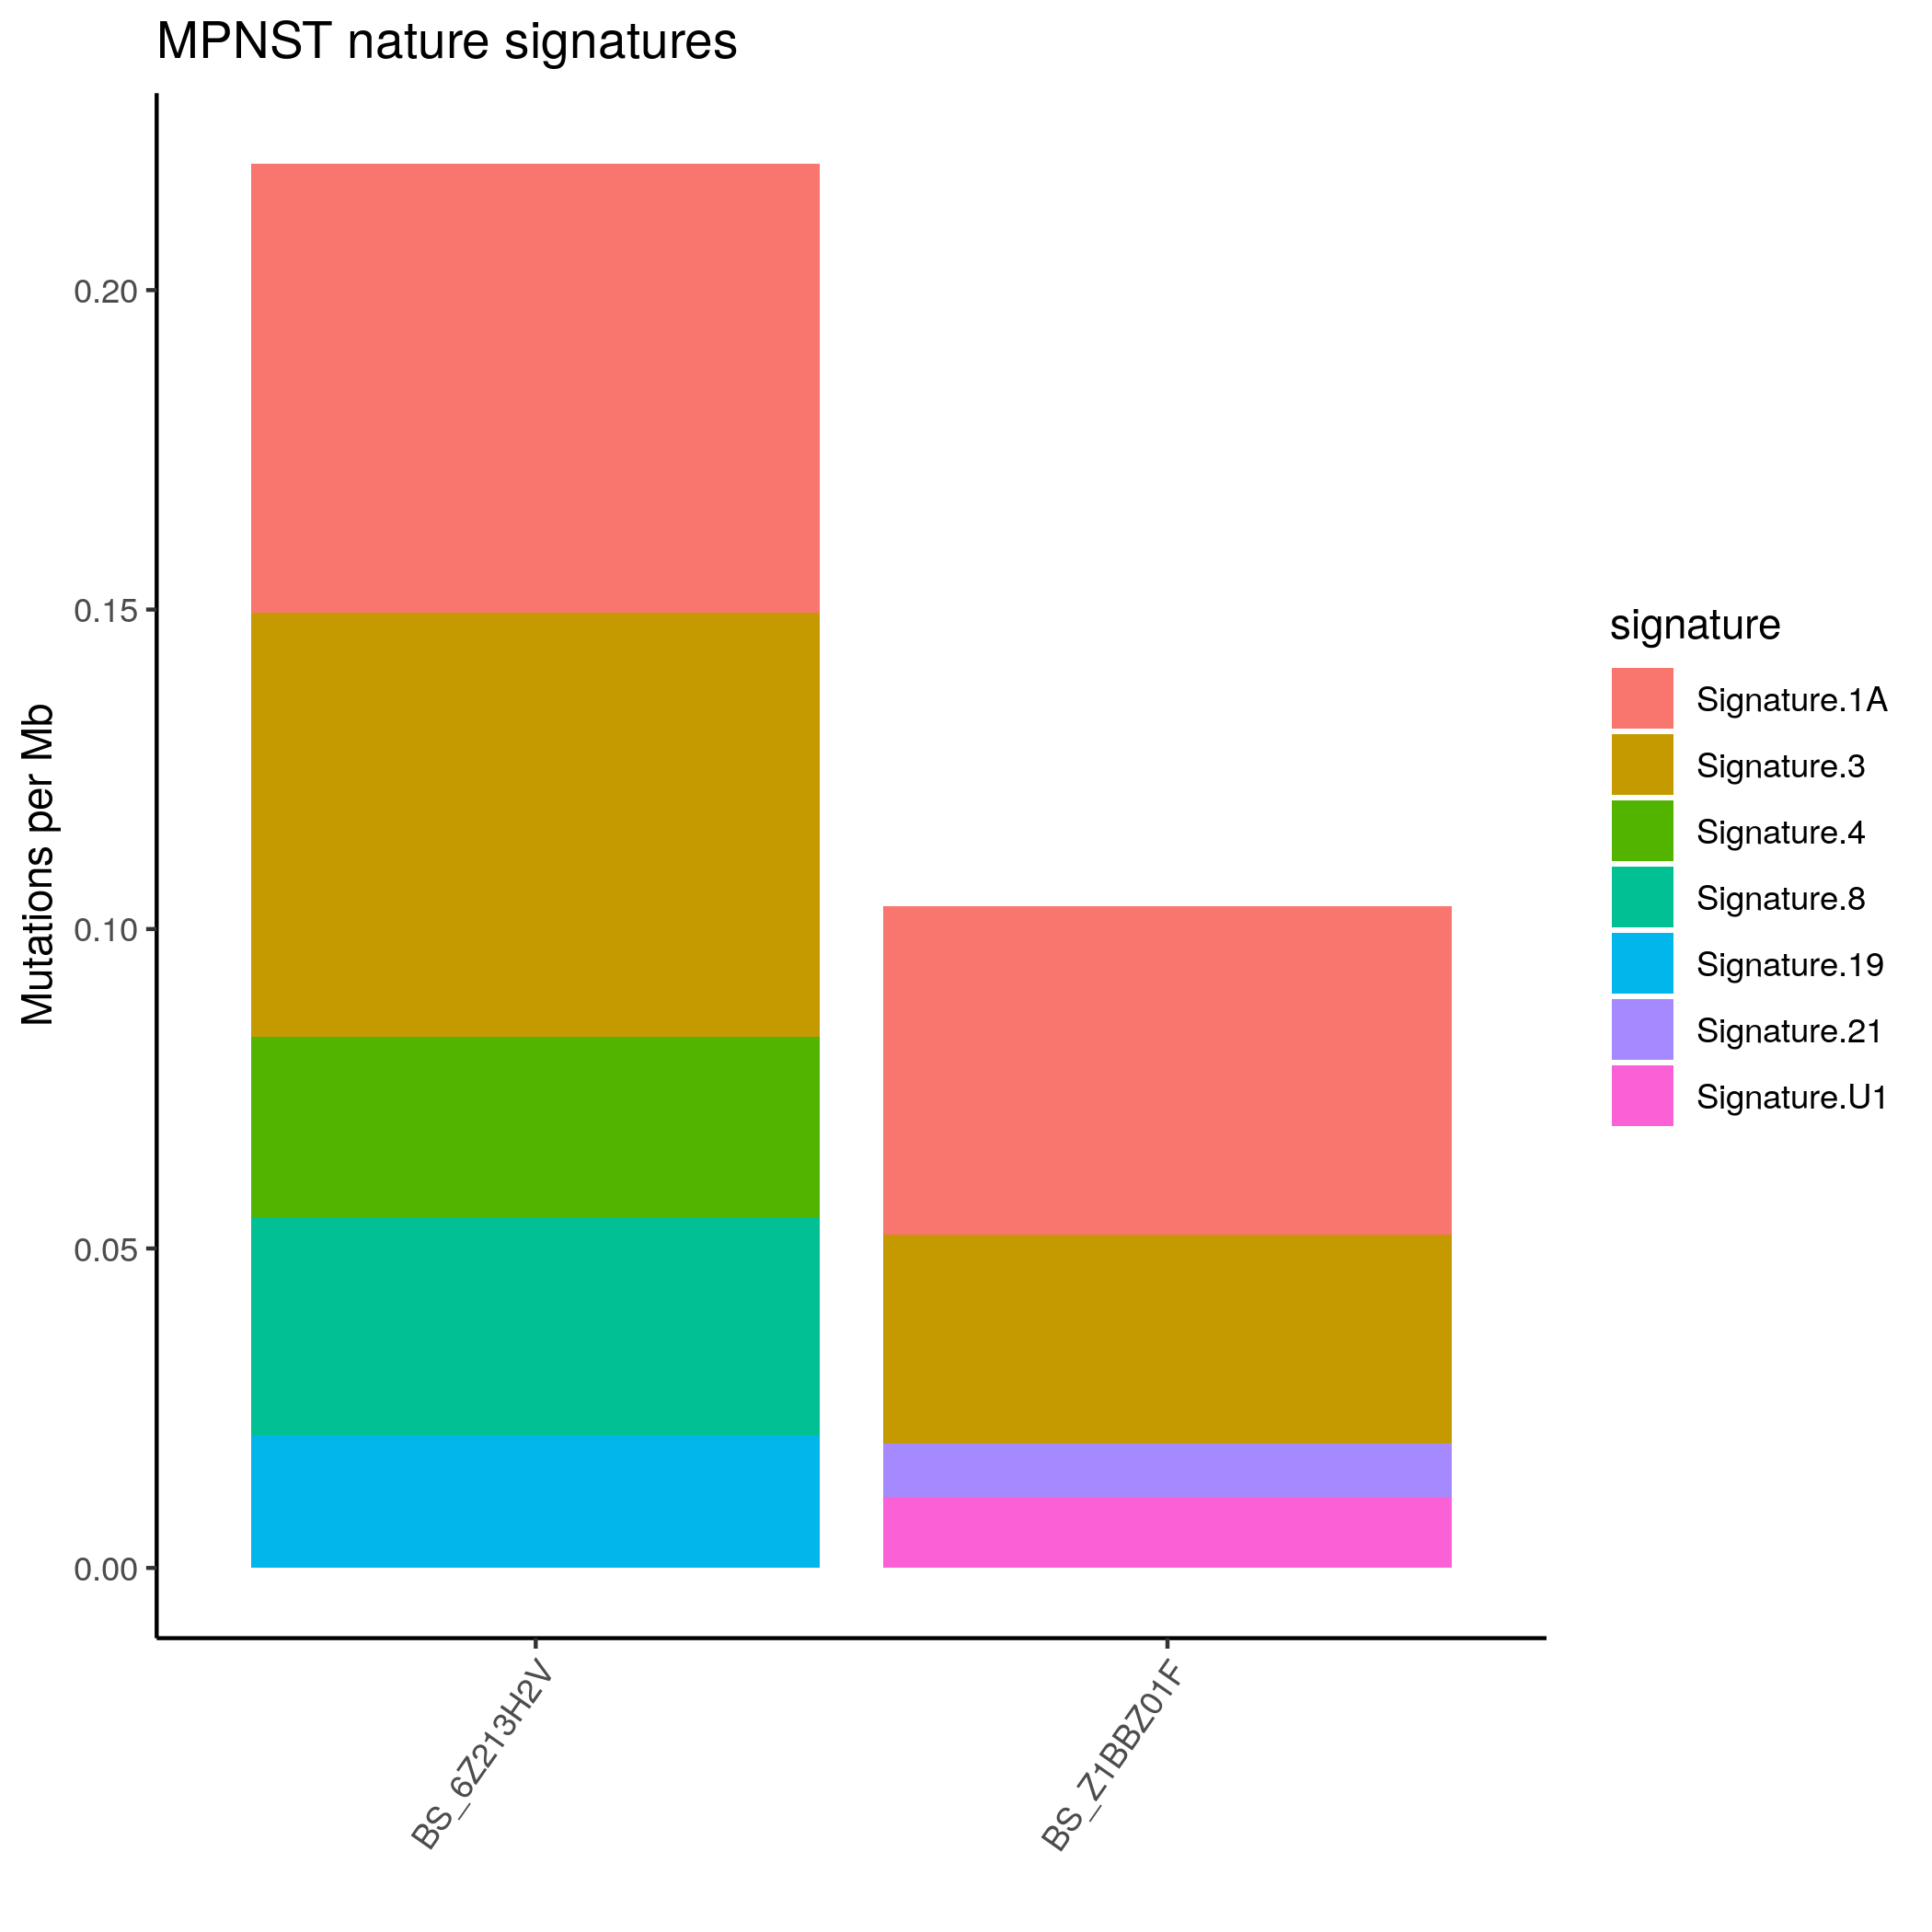 MPNST nature signatures
Mutations per Mb
0.20
0.15
0.10
0.05
0.00
BS_6Z213H2V
BS_Z1BBZ01F
signature
Signature.1A
Signature.3
Signature.4
Signature.8
Signature.19
Signature.21
Signature.U1